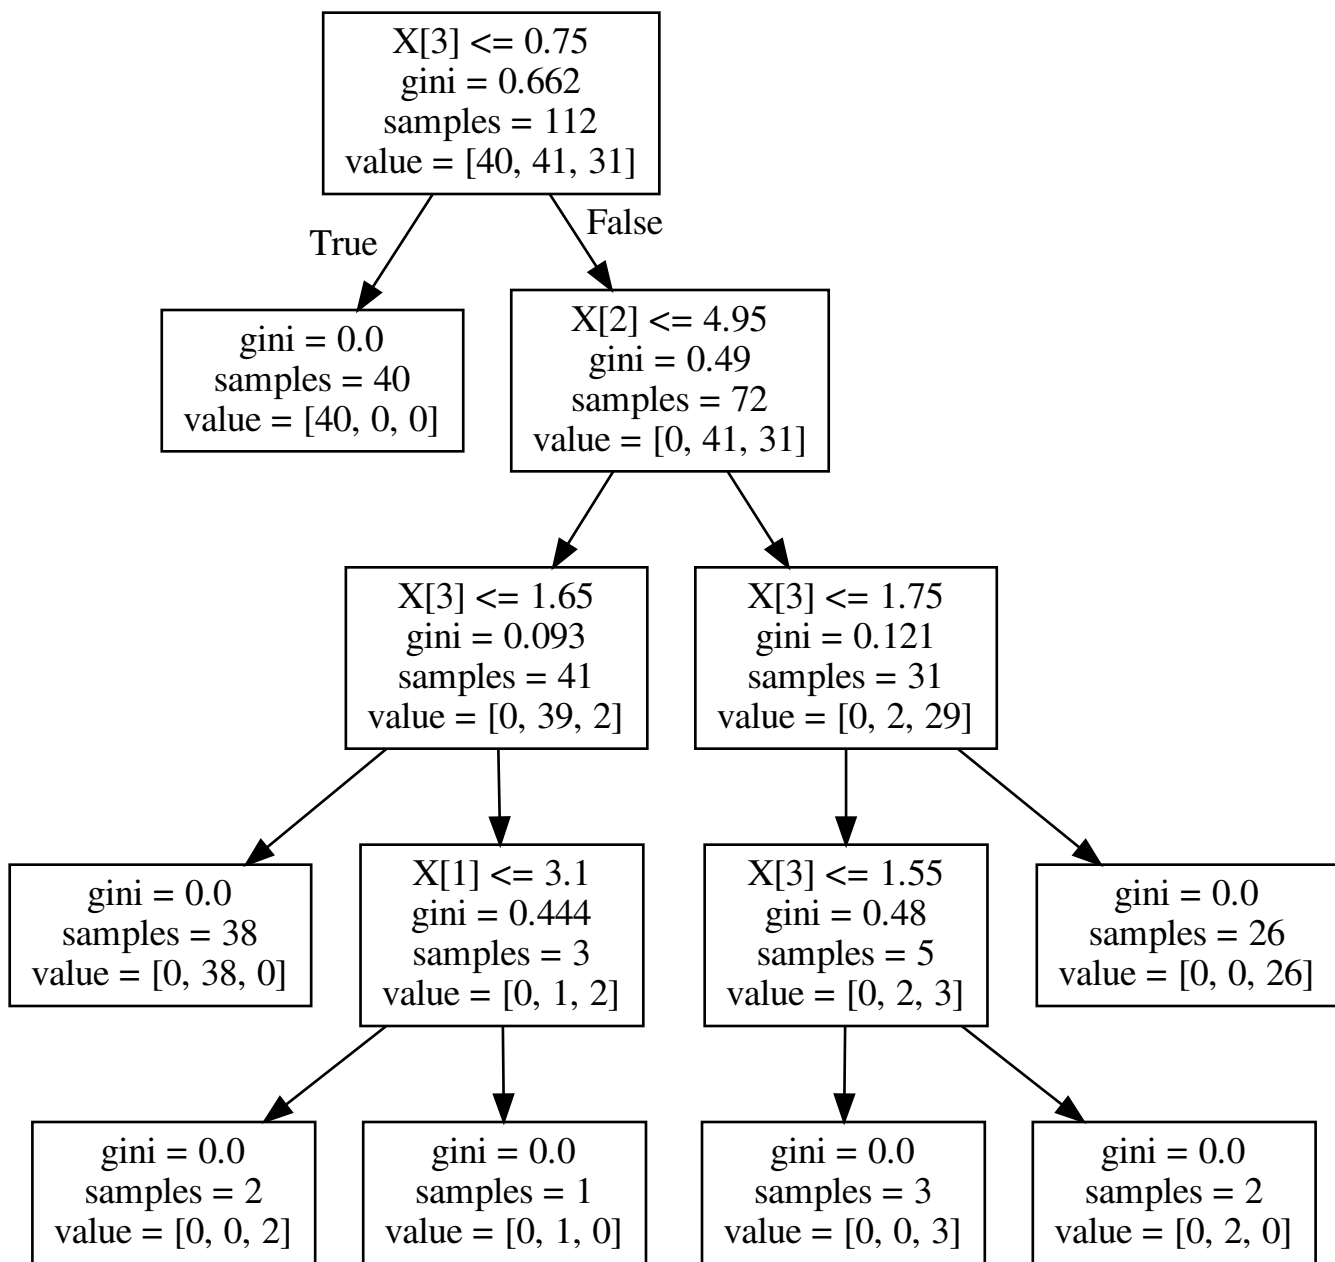 X[3] <= 0.75
gini = 0.662
samples = 112
value = [40, 41, 31]
True
False
gini = 0.0
samples = 40
value = [40, 0, 0]
X[2] <= 4.95
gini = 0.49
samples = 72
value = [0, 41, 31]
X[3] <= 1.65
gini = 0.093
samples = 41
value = [0, 39, 2]
X[3] <= 1.75
gini = 0.121
samples = 31
value = [0, 2, 29]
gini = 0.0
samples = 38
value = [0, 38, 0]
X[1] <= 3.1
gini = 0.444
samples = 3
value = [0, 1, 2]
X[3] <= 1.55
gini = 0.48
samples = 5
value = [0, 2, 3]
gini = 0.0
samples = 26
value = [0, 0, 26]
gini = 0.0
samples = 2
value = [0, 0, 2]
gini = 0.0
samples = 1
value = [0, 1, 0]
gini = 0.0
samples = 3
value = [0, 0, 3]
gini = 0.0
samples = 2
value = [0, 2, 0]